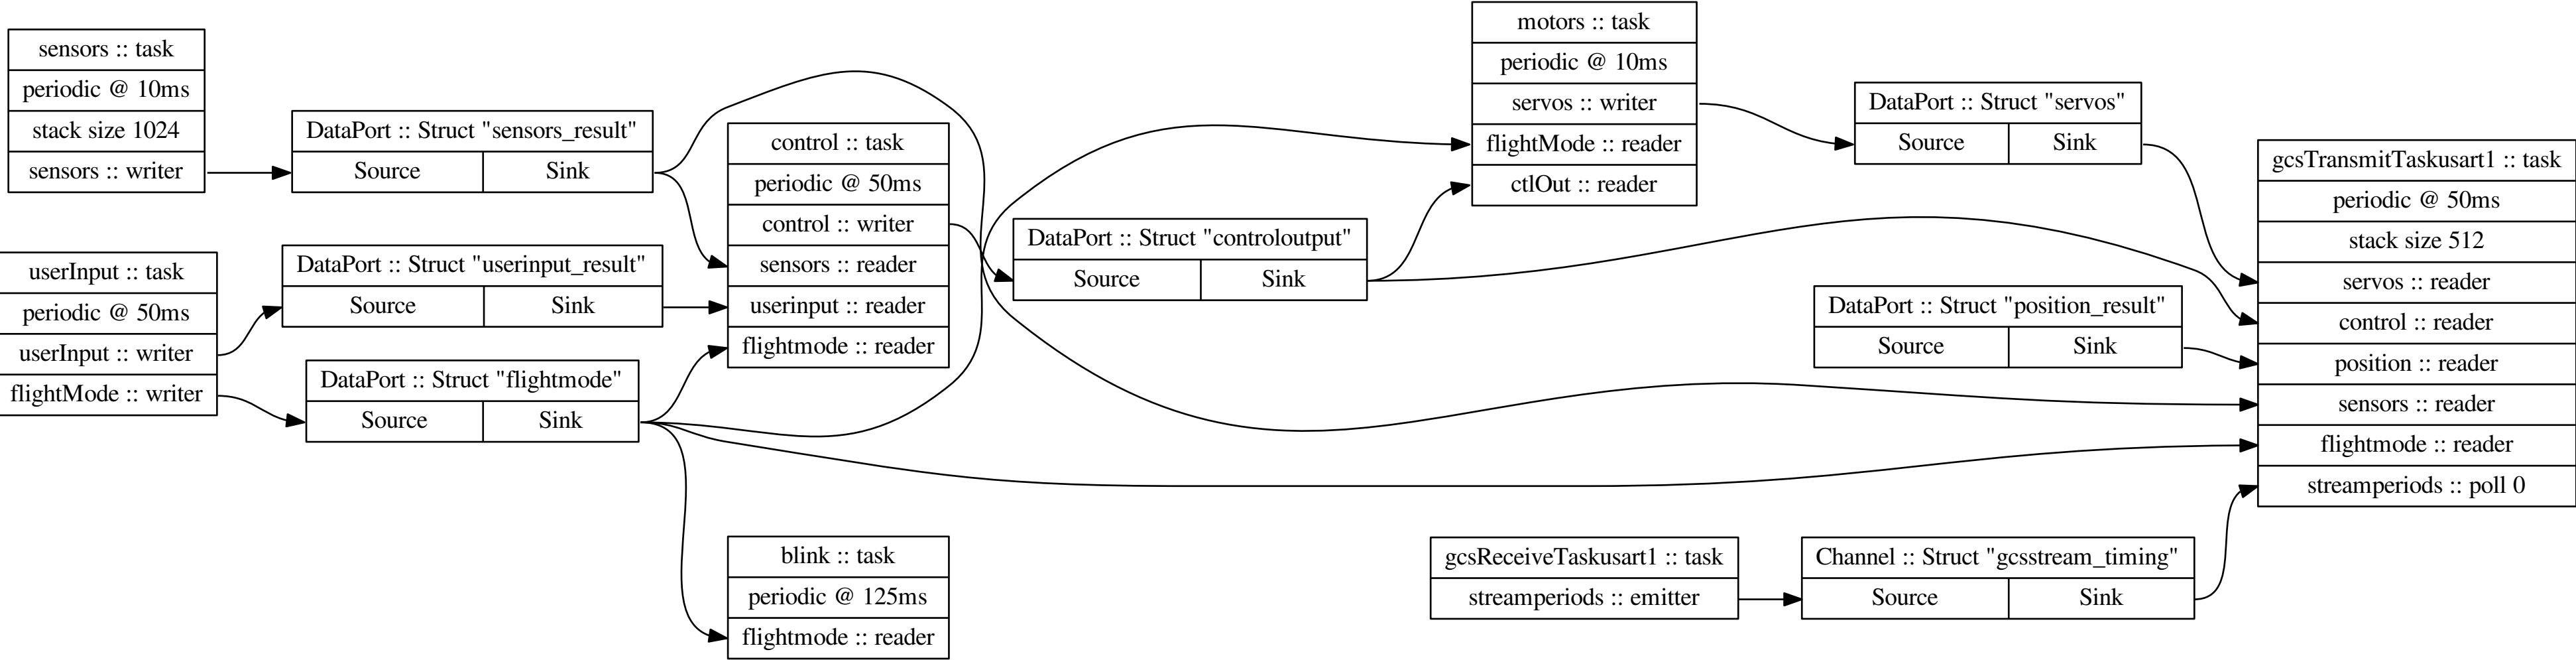 sensors :: task
periodic @ 10ms
stack size 1024
sensors :: writer
userInput :: task
periodic @ 50ms
userInput :: writer
flightMode :: writer
DataPort :: Struct "sensors_result"
Source Sink
DataPort :: Struct "userinput_result"
Source Sink
DataPort :: Struct "flightmode"
Source Sink
control :: task
periodic @ 50ms
control :: writer
sensors :: reader
userinput :: reader
flightmode :: reader
blink :: task
periodic @ 125ms
flightmode :: reader
DataPort :: Struct "controloutput"
Source Sink
motors :: task
periodic @ 10ms
servos :: writer
flightMode :: reader
ctlOut :: reader
gcsReceiveTaskusart1 :: task
streamperiods :: emitter
DataPort :: Struct "servos"
Source Sink
DataPort :: Struct "position_result"
Source Sink
Channel :: Struct "gcsstream_timing"
Source Sink
gcsTransmitTaskusart1 :: task
periodic @ 50ms
stack size 512
servos :: reader
control :: reader
position :: reader
sensors :: reader
flightmode :: reader
streamperiods :: poll 0